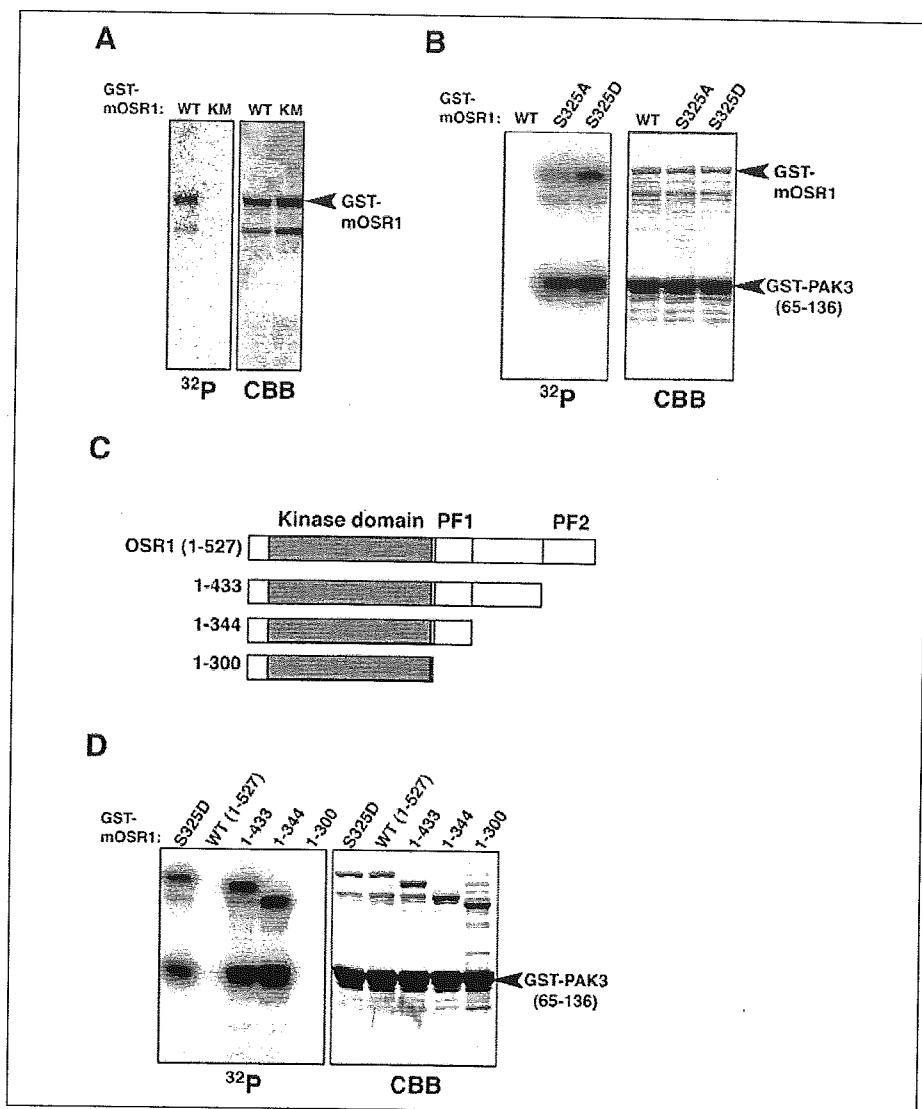 A
GST-
mOSR1: WT KM WT KM
GST-
mOSR1
32P CBB
B
GST-
mOSR1: WT S325A S325D WT S325A S325D
GST-
mOSR1
GST-PAK3
(65-136)
32P CBB
C
Kinase domain PF1 PF2
OSR1 (1-527)
1-433
1-344
1-300
D
GST-
mOSR1: S325D WT (1-527) 1-433 1-344 1-300 S325D WT (1-527) 1-433 1-344 1-300
GST-PAK3
(65-136)
32P CBB